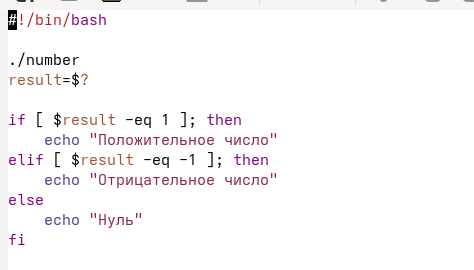 #!/bin/bash
./number
result=$?
if [ $result -eq 1 ]; then
    echo "Положительное число"
elif [ $result -eq -1 ]; then
    echo "Отрицательное число"
else
    echo "Нуль"
fi